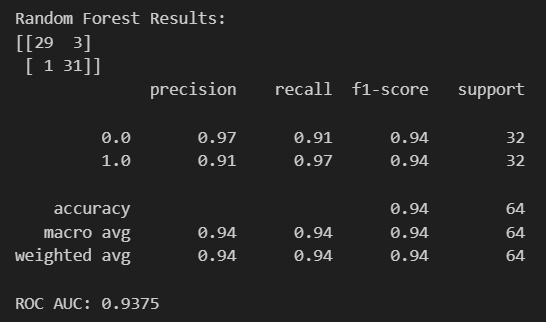 Random Forest Results:
[[29  3]
 [ 1 31]]
              precision    recall  f1-score   support

         0.0       0.97      0.91      0.94        32
         1.0       0.91      0.97      0.94        32

    accuracy                           0.94        64
   macro avg       0.94      0.94      0.94        64
weighted avg       0.94      0.94      0.94        64

ROC AUC: 0.9375